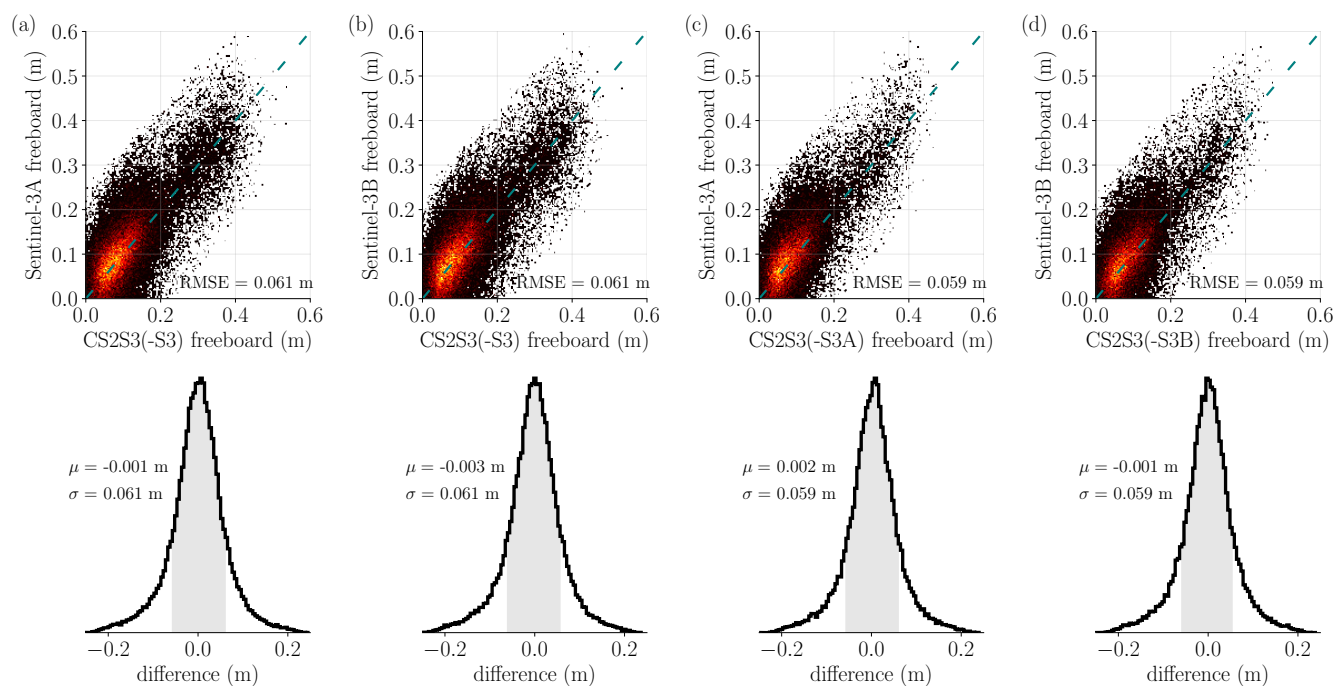 (a)
0.6
0.5
0.4
0.3
0.2
0.1
0.0
Sentinel-3A freeboard (m)
RMSE = 0.061 m
0.0 0.2 0.4 0.6
CS2S3(-S3) freeboard (m)
(b)
0.6
0.5
0.4
0.3
0.2
0.1
0.0
Sentinel-3B freeboard (m)
RMSE = 0.061 m
0.0 0.2 0.4 0.6
CS2S3(-S3) freeboard (m)
(c)
0.6
0.5
0.4
0.3
0.2
0.1
0.0
Sentinel-3A freeboard (m)
RMSE = 0.059 m
0.0 0.2 0.4 0.6
CS2S3(-S3A) freeboard (m)
(d)
0.6
0.5
0.4
0.3
0.2
0.1
0.0
Sentinel-3B freeboard (m)
RMSE = 0.059 m
0.0 0.2 0.4 0.6
CS2S3(-S3B) freeboard (m)
μ = -0.001 m
σ = 0.061 m
−0.2 0.0 0.2
difference (m)
μ = -0.003 m
σ = 0.061 m
−0.2 0.0 0.2
difference (m)
μ = 0.002 m
σ = 0.059 m
−0.2 0.0 0.2
difference (m)
μ = -0.001 m
σ = 0.059 m
−0.2 0.0 0.2
difference (m)